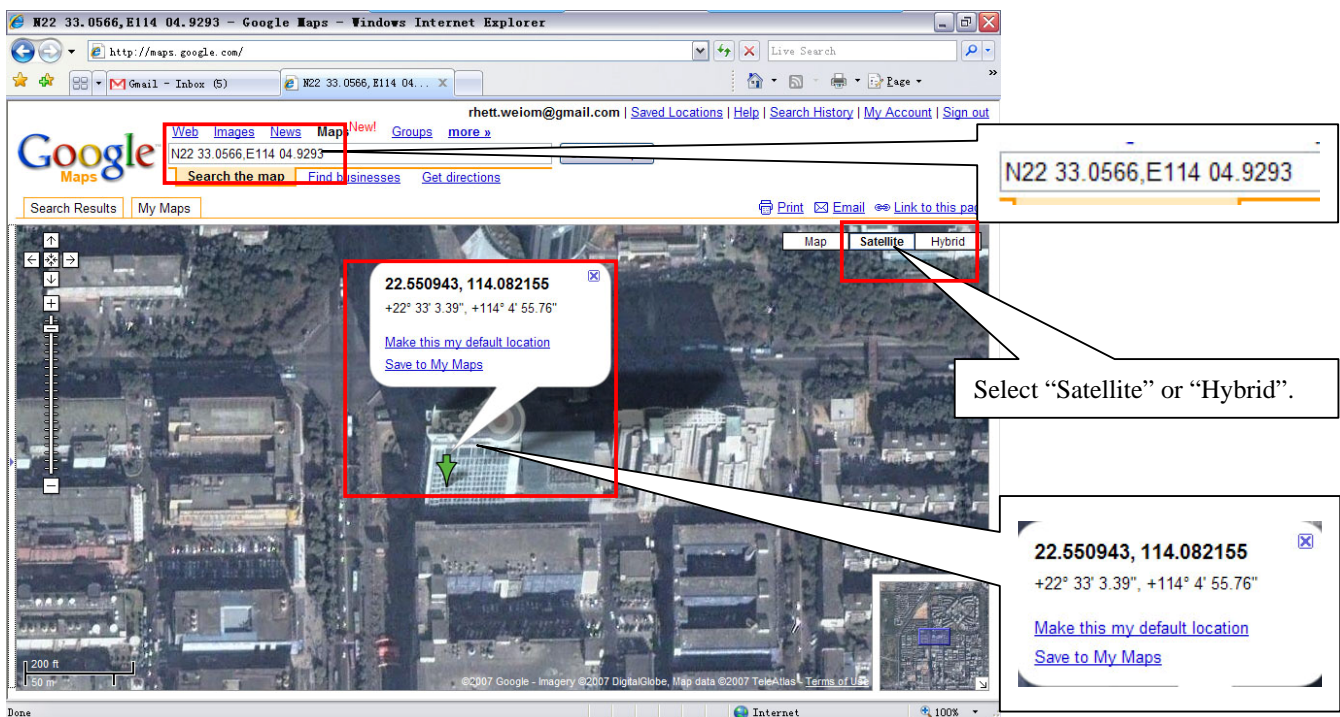 N22 33.0566,E114 04.9293 - Google Maps - Windows Internet Explorer
http://maps.google.com/
Live Search
Gmail - Inbox (5)
N22 33.0566,E114 04... X
Page
rhett.weiom@gmail.com | Saved Locations | Help | Search History | My Account | Sign out
Google
Maps
Web Images News Maps New! Groups more »
N22 33.0566,E114 04.9293
Search the map Find businesses Get directions
N22 33.0566,E114 04.9293
Search Results My Maps
Print Email Link to this
Map Satellite Hybrid
22.550943, 114.082155
+22° 33' 3.39", +114° 4' 55.76"
Make this my default location
Save to My Maps
Select “Satellite” or “Hybrid”.
22.550943, 114.082155
+22° 33' 3.39", +114° 4' 55.76"
Make this my default location
Save to My Maps
200 ft
50 m
©2007 Google - Imagery ©2007 DigitalGlobe, Map data ©2007 TeleAtlas - Terms of Use
Done
Internet
100%